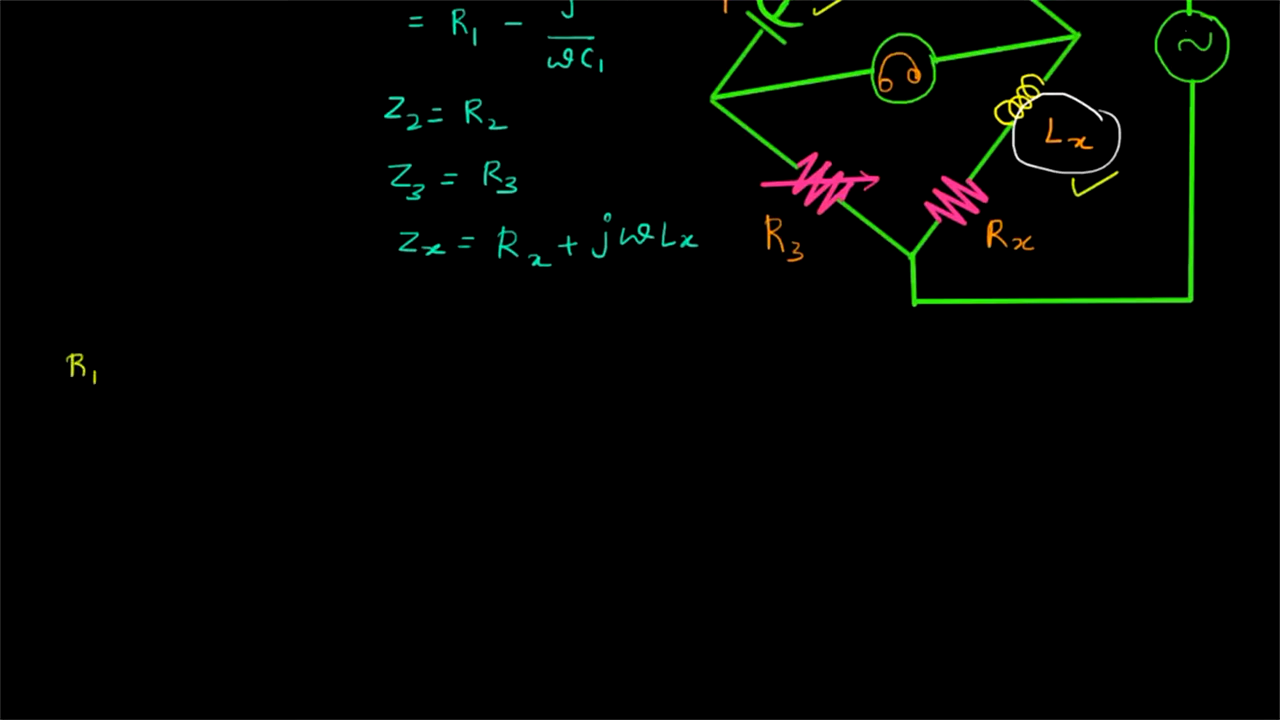 = R₁ - j/ωC₁
Z₂ = R₂
Z₃ = R₃
Zₓ = Rₓ + jωLₓ
Lₓ
R₃
Rₓ
R₁